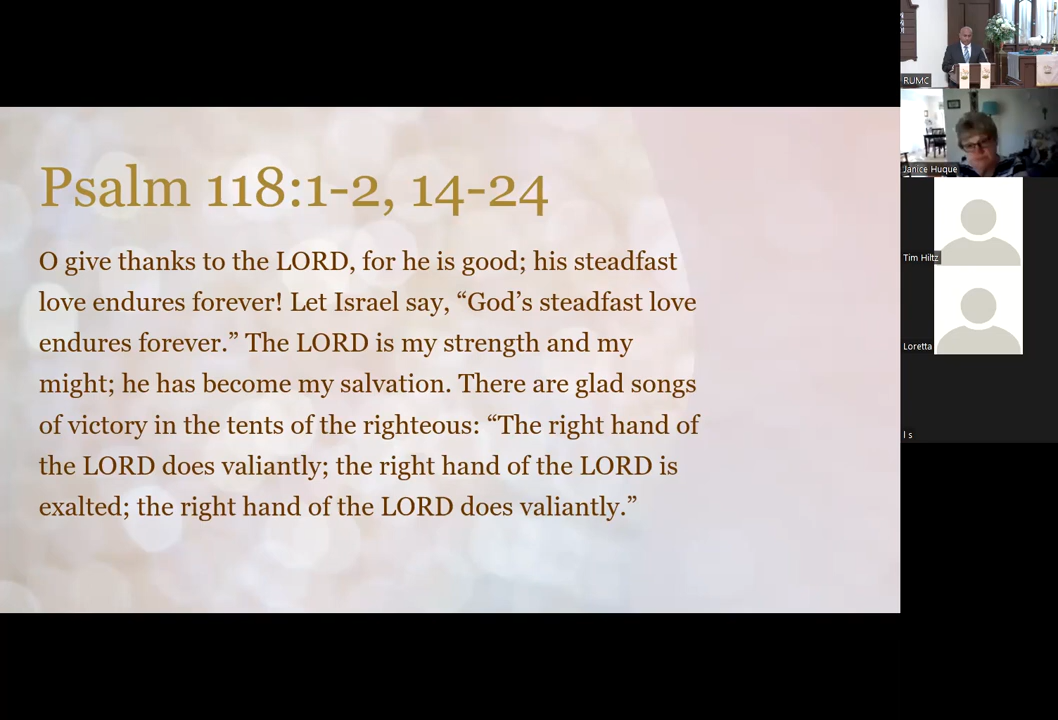 Psalm 118:1-2, 14-24
O give thanks to the LORD, for he is good; his steadfast
love endures forever! Let Israel say, “God’s steadfast love
endures forever.” The LORD is my strength and my
might; he has become my salvation. There are glad songs
of victory in the tents of the righteous: “The right hand of
the LORD does valiantly; the right hand of the LORD is
exalted; the right hand of the LORD does valiantly.”
RUMC
Janice Huque
Tim Hiltz
Loretta
l s